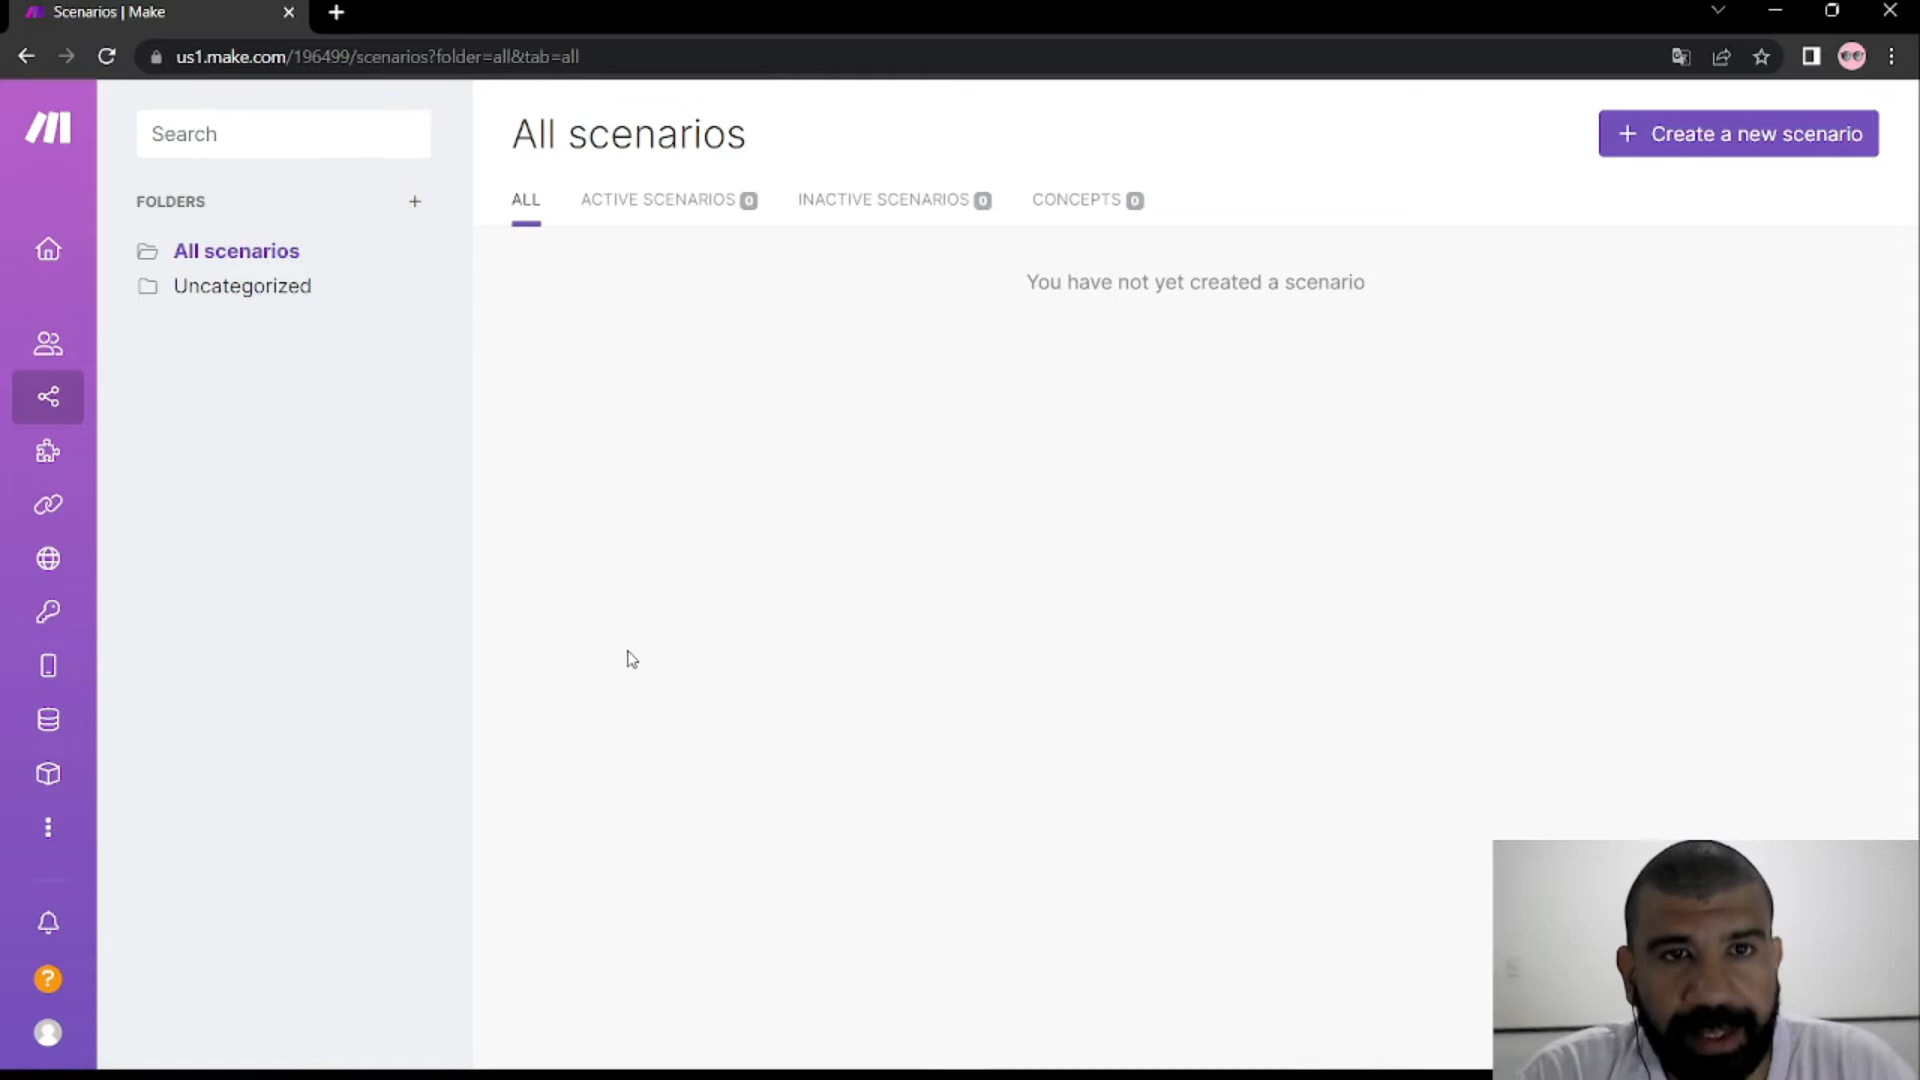 Scenarios | Make
us1.make.com/196499/scenarios?folder=all&tab=all
Search
FOLDERS
All scenarios
Uncategorized
All scenarios
Create a new scenario
ALL ACTIVE SCENARIOS 0 INACTIVE SCENARIOS 0 CONCEPTS 0
You have not yet created a scenario
?